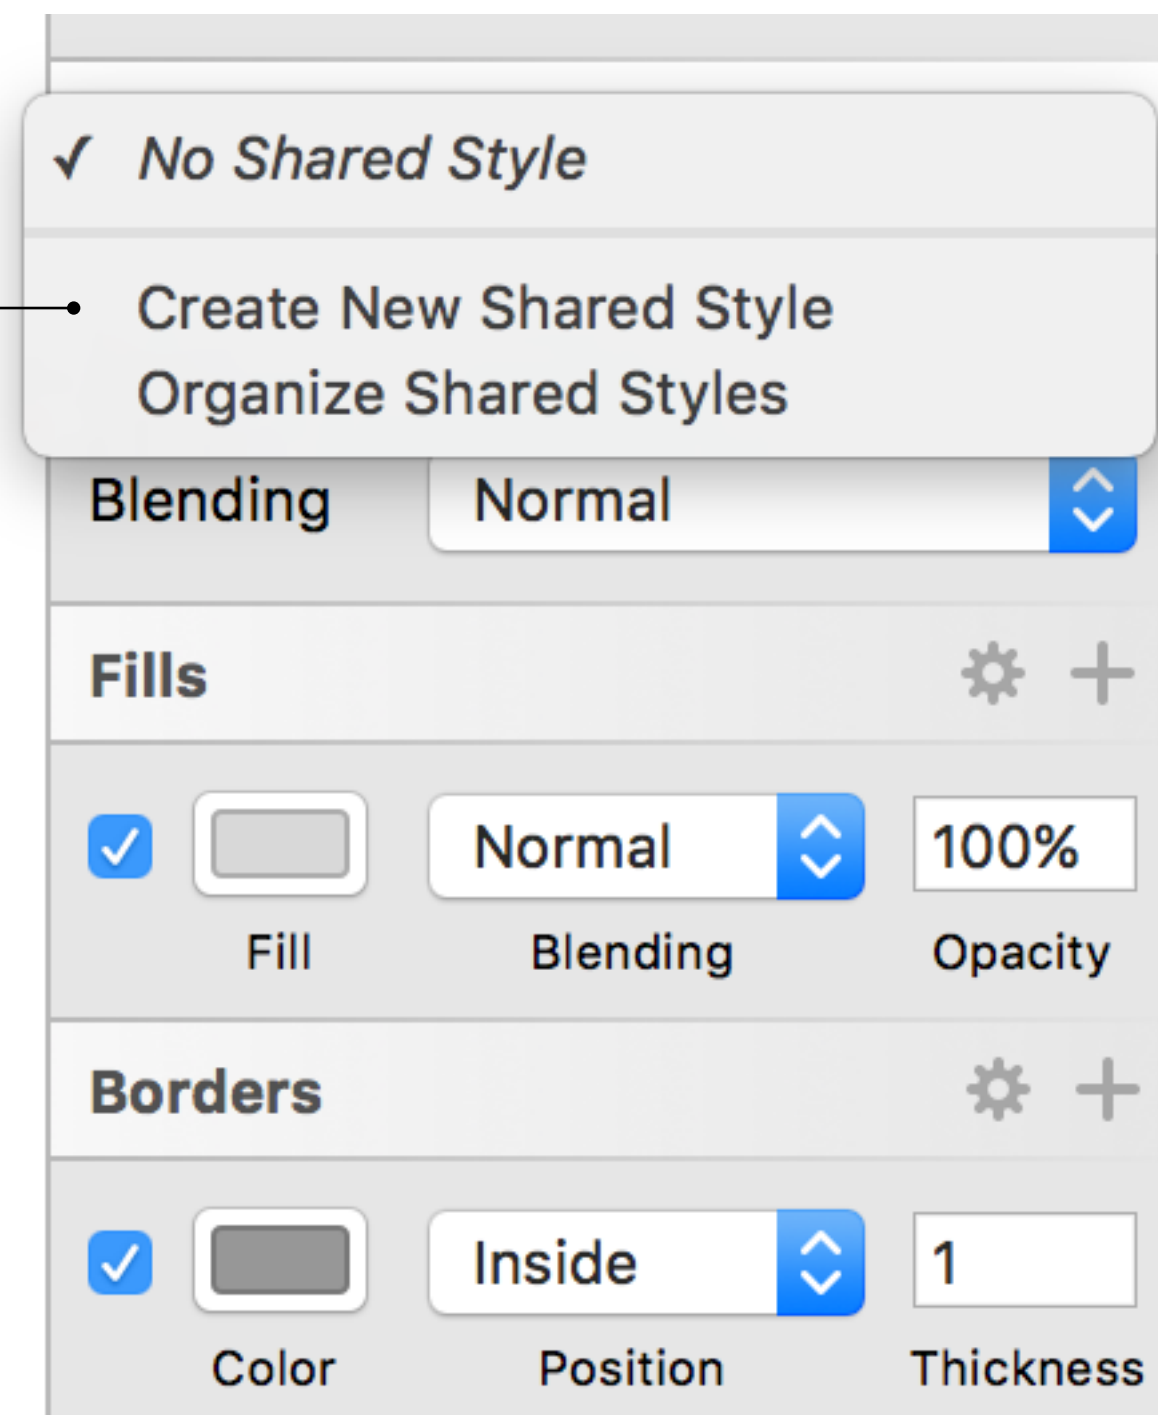 ✓ No Shared Style
Create New Shared Style
Organize Shared Styles
Blending Normal
Fills
Normal 100%
Fill Blending Opacity
Borders
Inside 1
Color Position Thickness